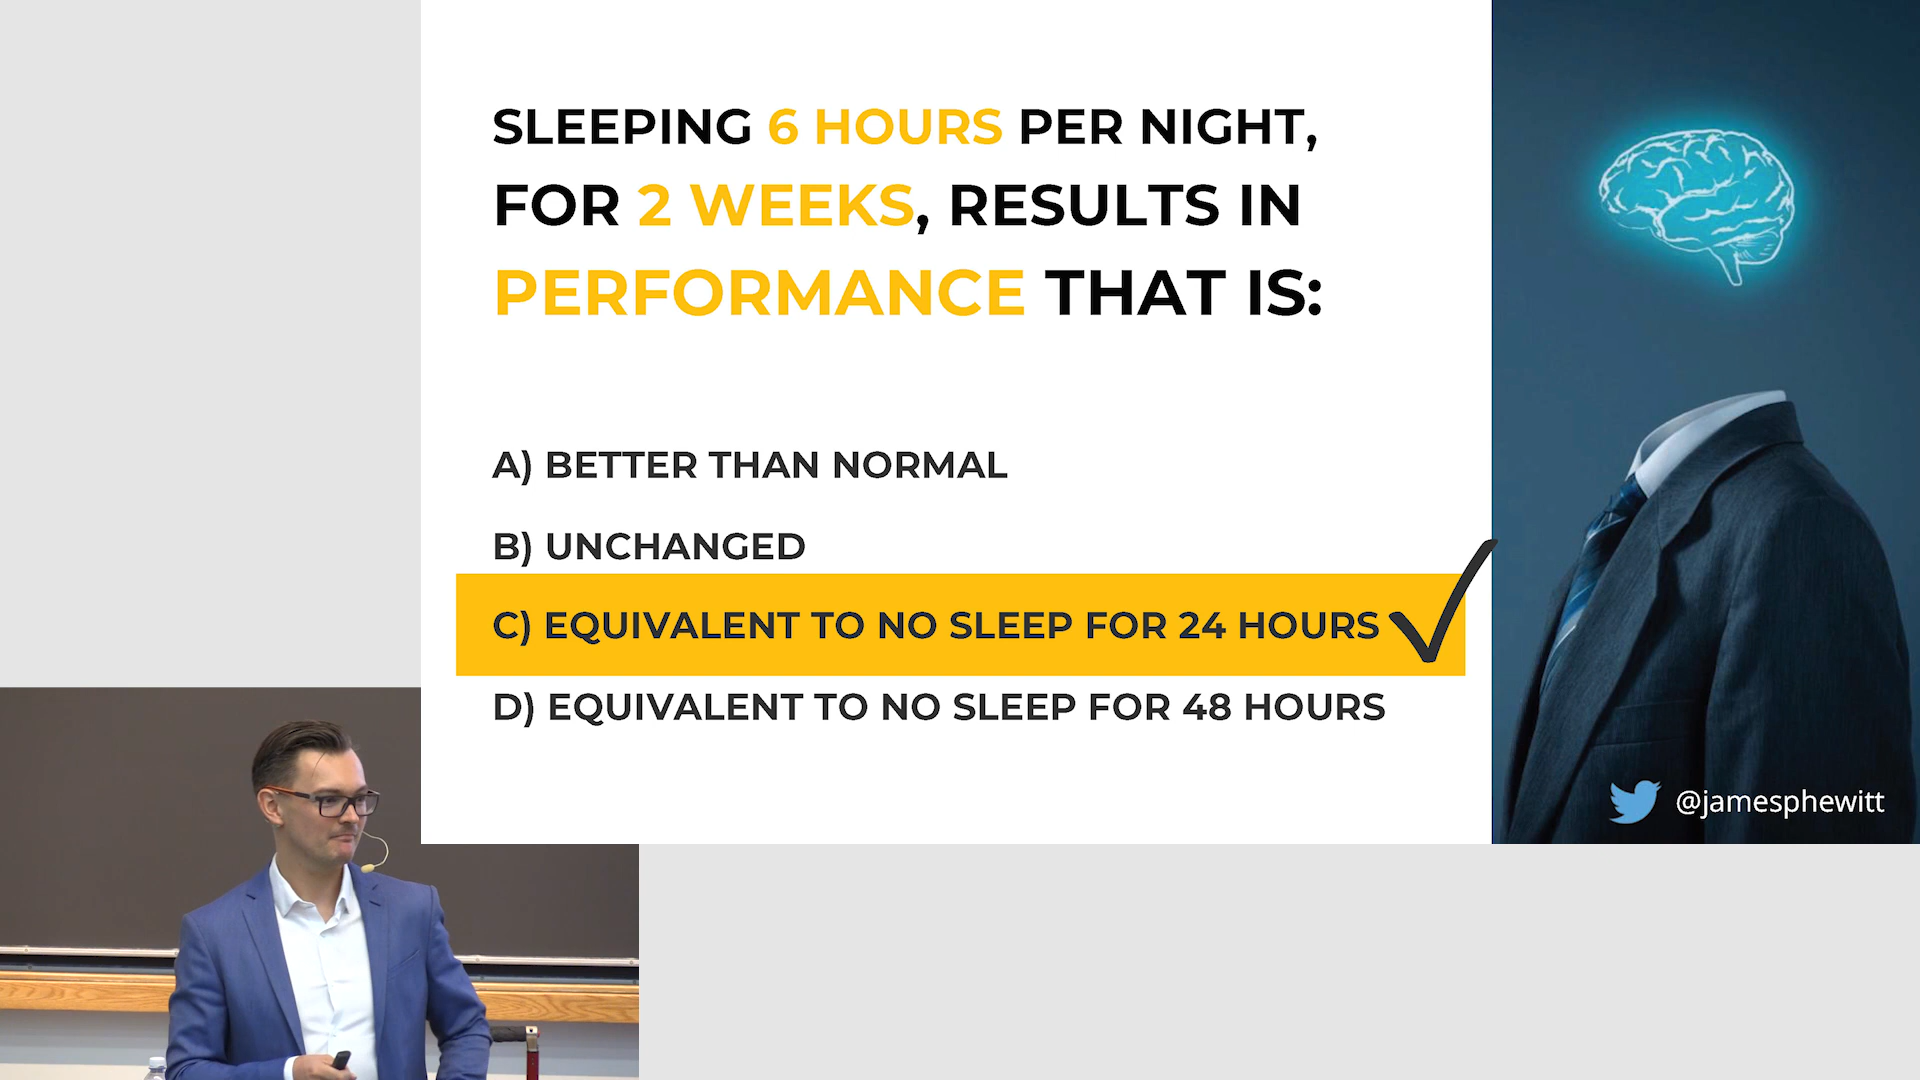 SLEEPING 6 HOURS PER NIGHT,
FOR 2 WEEKS, RESULTS IN
PERFORMANCE THAT IS:
A) BETTER THAN NORMAL
B) UNCHANGED
C) EQUIVALENT TO NO SLEEP FOR 24 HOURS
D) EQUIVALENT TO NO SLEEP FOR 48 HOURS
@jamesphewitt